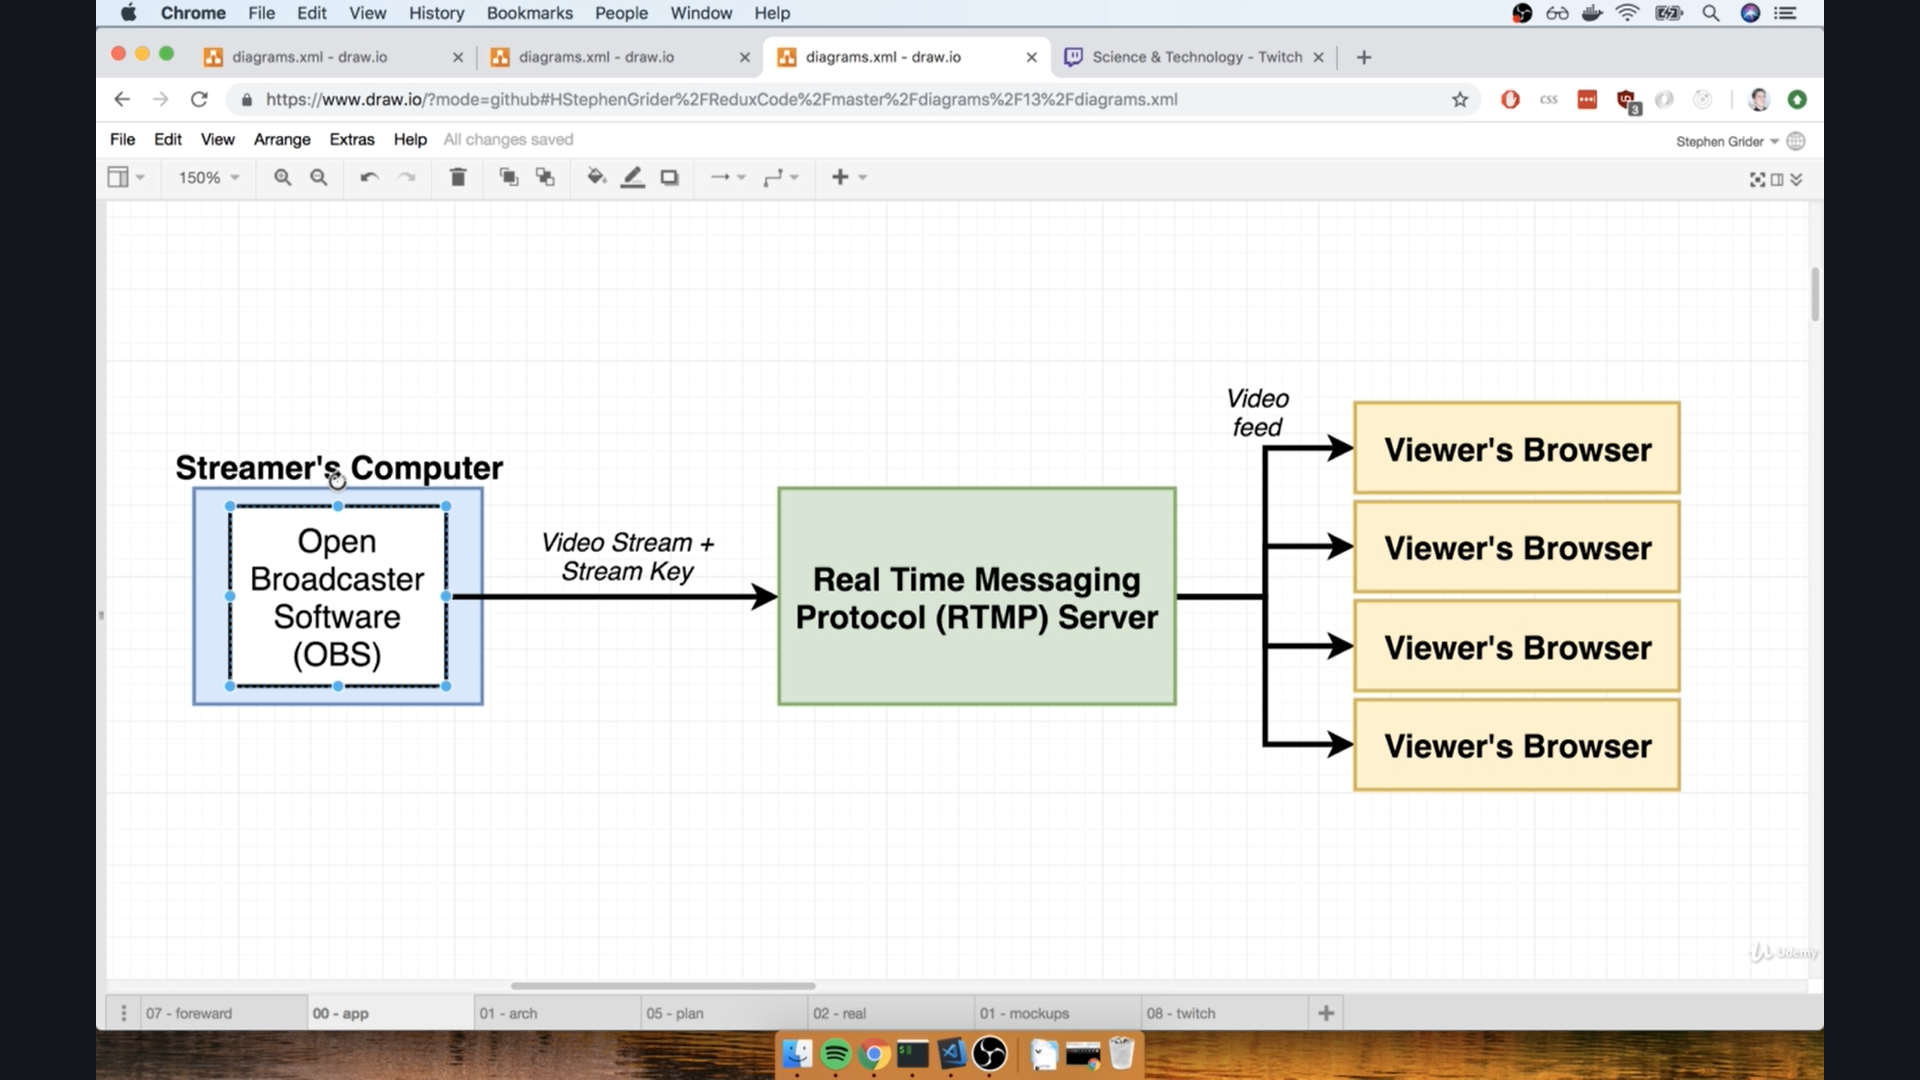 Chrome File Edit View History Bookmarks People Window Help
diagrams.xml - draw.io
diagrams.xml - draw.io
diagrams.xml - draw.io
Science & Technology - Twitch
https://www.draw.io/?mode=github#HStephenGrider%2FReduxCode%2Fmaster%2Fdiagrams%2F13%2Fdiagrams.xml
CSS
3
File Edit View Arrange Extras Help All changes saved
Stephen Grider
150%
Streamer's Computer
Open
Broadcaster
Software
(OBS)
Video Stream +
Stream Key
Real Time Messaging
Protocol (RTMP) Server
Video
feed
Viewer's Browser
Viewer's Browser
Viewer's Browser
Viewer's Browser
Udemy
07 - foreward
00 - app
01 - arch
05 - plan
02 - real
01 - mockups
08 - twitch